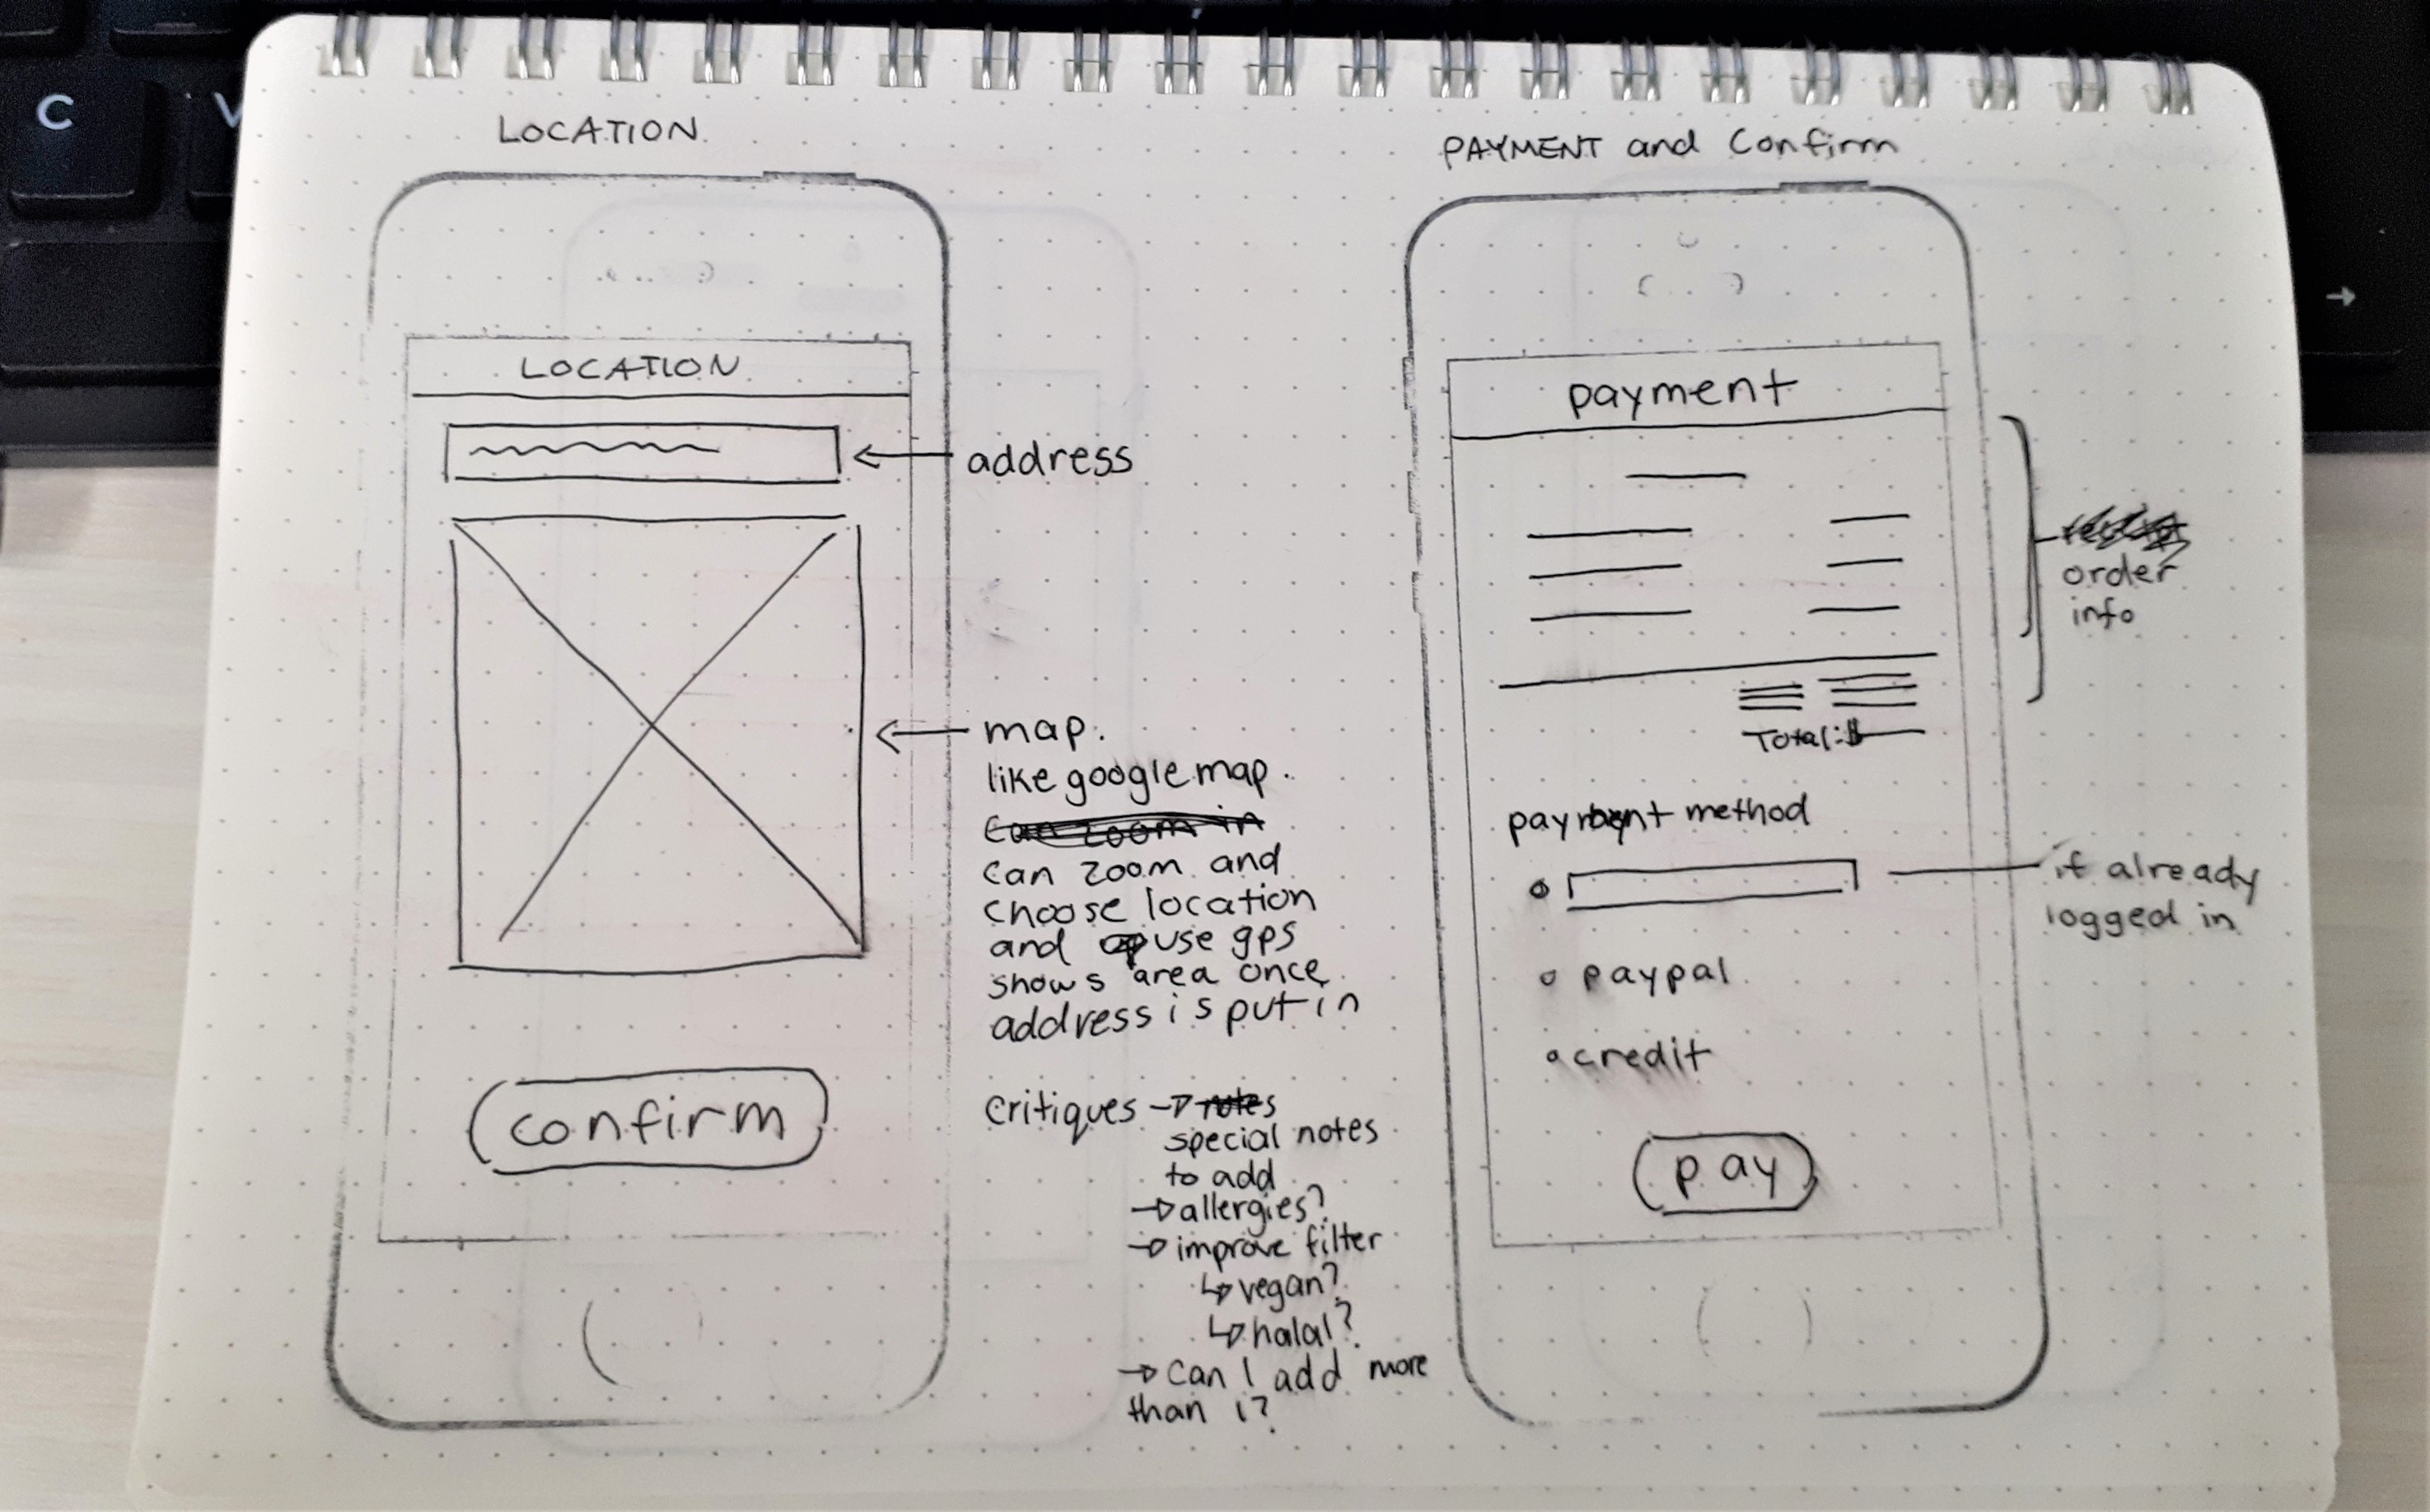 C
V
LOCATION
LOCATION
address
map.
like google map.
can zoom in
can zoom and
choose location
and use gps
shows area once
address is put in
confirm
critiques → notes
special notes
to add
→ allergies?
→ improve filter
↳ vegan?
↳ halal?
→ Can I add more
than 1?
PAYMENT and Confirm
payment
order
info
Total: $
payment method
if already
logged in
paypal
credit
pay
→